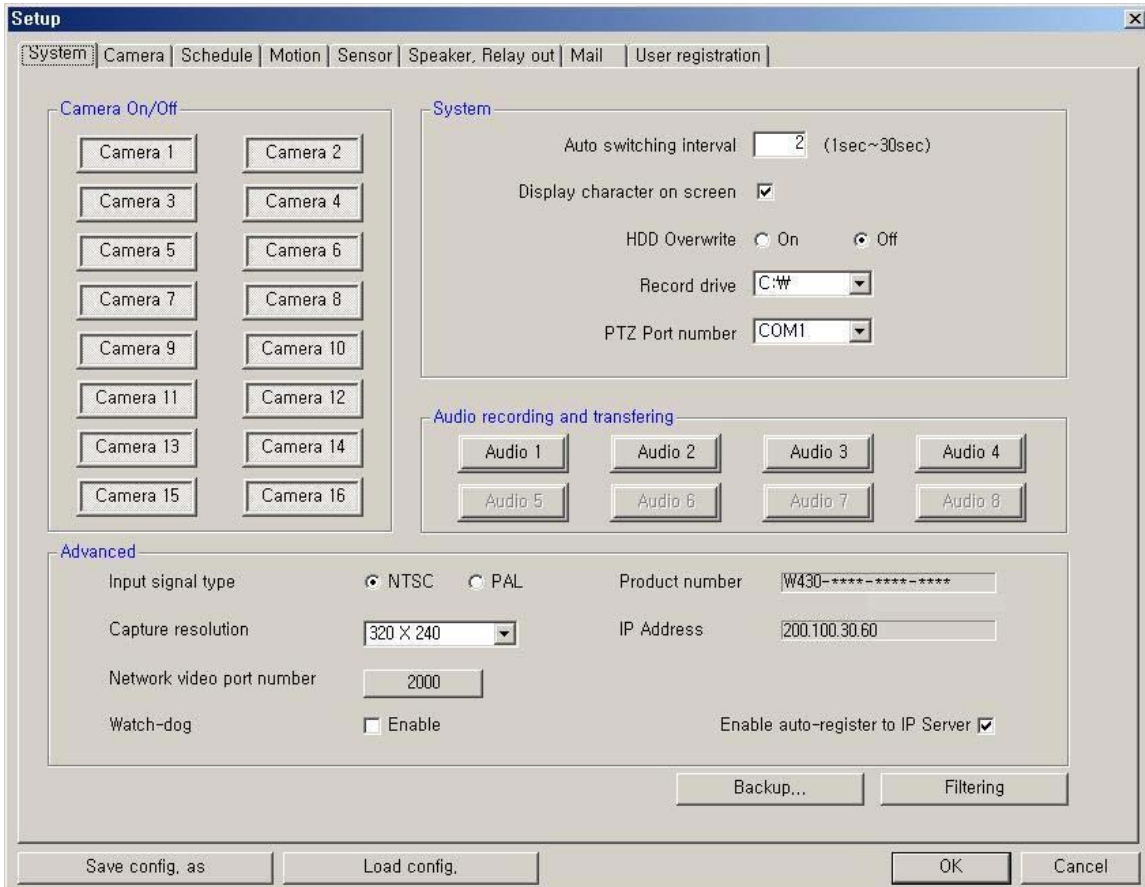 Setup
System Camera Schedule Motion Sensor Speaker, Relay out Mail User registration
Camera On/Off
Camera 1 Camera 2
Camera 3 Camera 4
Camera 5 Camera 6
Camera 7 Camera 8
Camera 9 Camera 10
Camera 11 Camera 12
Camera 13 Camera 14
Camera 15 Camera 16
System
Auto switching interval 2 (1sec~30sec)
Display character on screen
HDD Overwrite On Off
Record drive C:₩
PTZ Port number COM1
Audio recording and transfering
Audio 1 Audio 2 Audio 3 Audio 4
Audio 5 Audio 6 Audio 7 Audio 8
Advanced
Input signal type NTSC PAL Product number W430-****-****-****
Capture resolution 320 X 240 IP Address 200.100.30.60
Network video port number 2000
Watch-dog Enable Enable auto-register to IP Server
Backup... Filtering
Save config, as Load config, OK Cancel